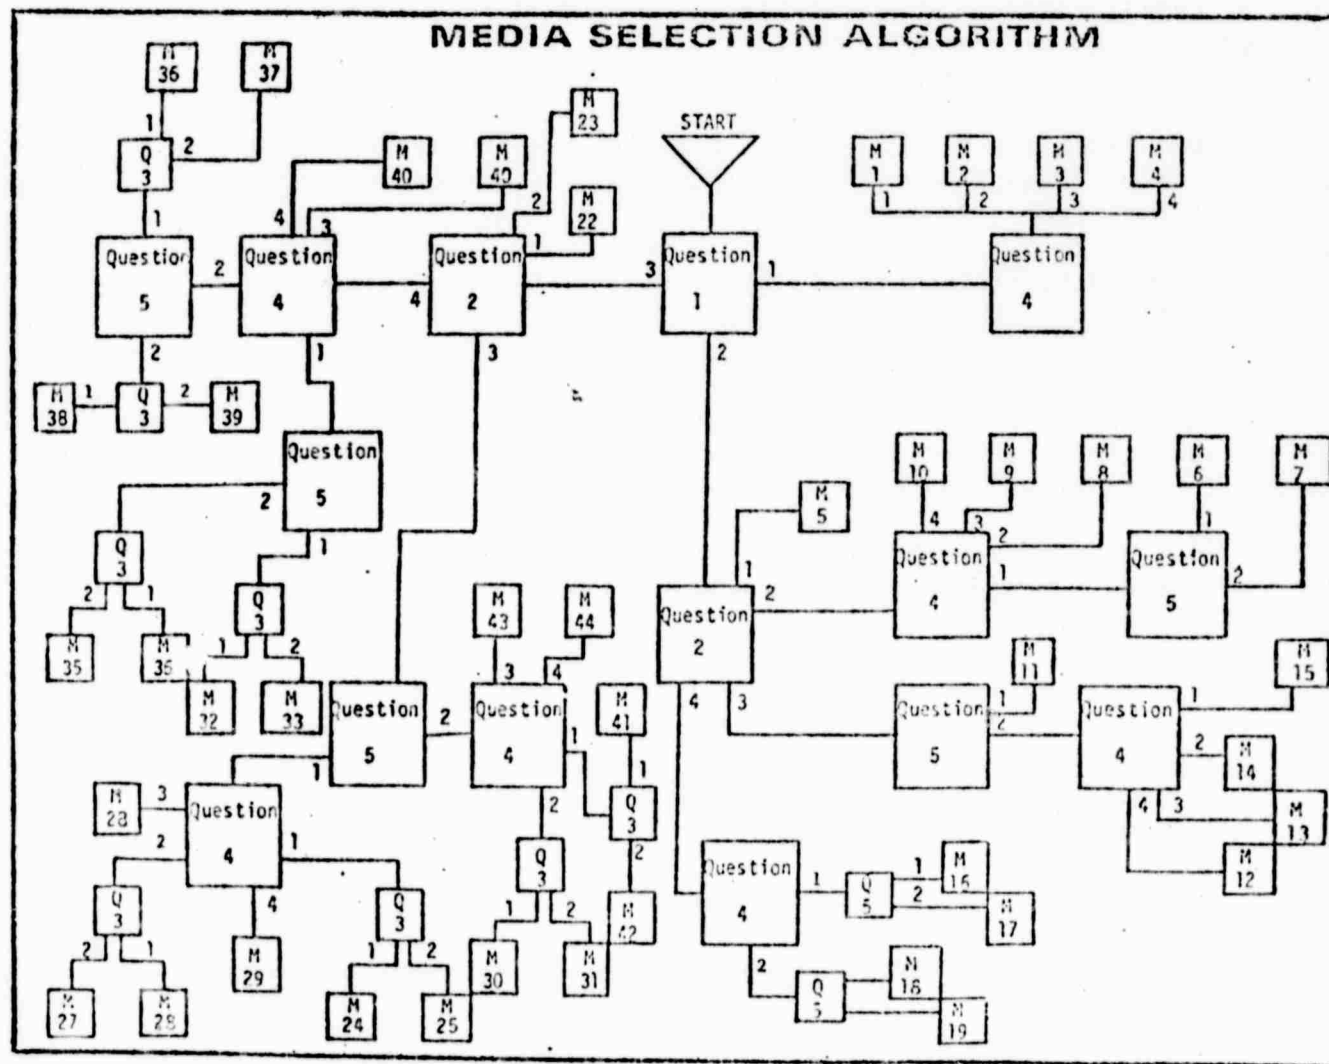 MEDIA SELECTION ALGORITHM
M 36
M 37
1
2
Q 3
1
Question 5
2
2
Q 3
1
M 38
2
M 39
Question 4
4
M 40
3
M 40
4
1
Question 2
2
M 23
1
M 22
3
3
START
Question 1
1
2
Question 4
M 1
1
M 2
2
M 3
3
M 4
4
Question 5
2
Q 3
2
M 35
1
M 36
1
Q 3
1
M 32
2
M 33
Question 5
2
1
Question 4
3
M 43
4
M 44
1
Q 3
1
M 41
2
M 42
2
Q 3
1
M 30
2
M 31
Question 4
3
M 28
2
Q 3
2
M 27
1
M 28
4
M 29
1
Q 3
1
M 24
2
M 25
Question 2
1
M 5
2
Question 4
4
M 10
3
M 9
2
M 8
1
Question 5
1
M 6
2
M 7
3
Question 5
1
M 11
2
Question 4
1
M 15
2
M 14
3
M 13
4
M 12
4
Question 4
1
Q 5
1
M 16
2
M 17
2
Q 5
M 18
M 19